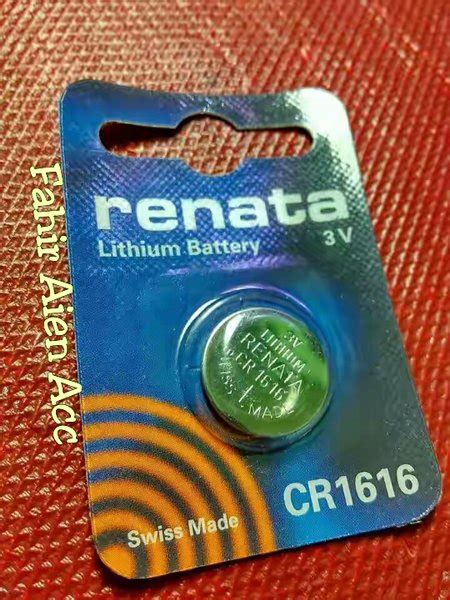 renata
Lithium Battery
3V
3V
Lithium
RENATA
CR 1616
MADE
CR1616
Swiss Made
Fahir Aien Acc